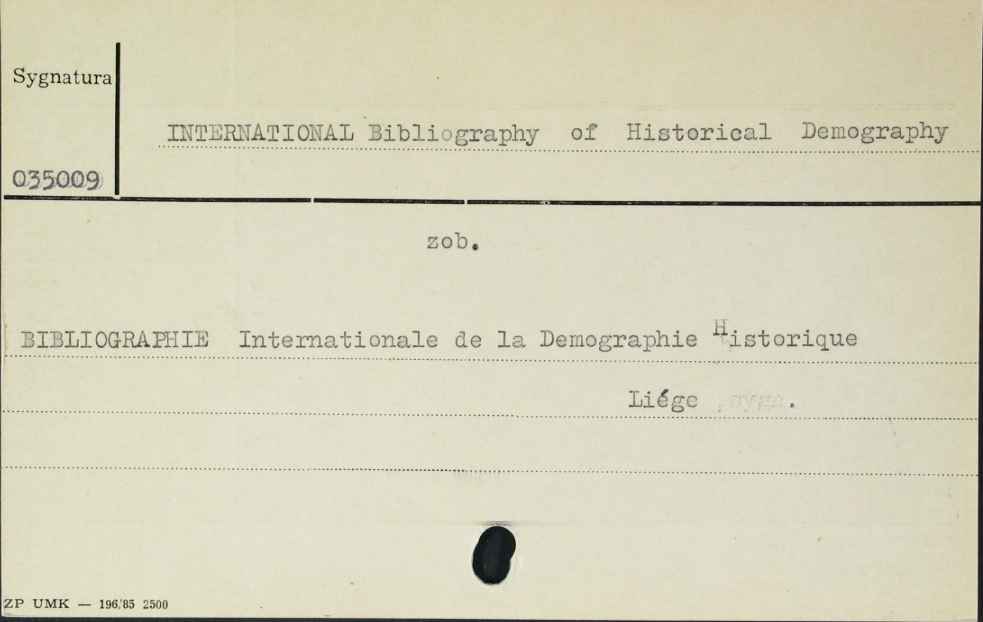 Sygnatura
INTERNATIONAL Bibliography of Historical Demography
035009
zob.
BIBLIOGRAPHIE Internationale de la Demographie Historique
Liége .
ZP UMK — 196/85 2500